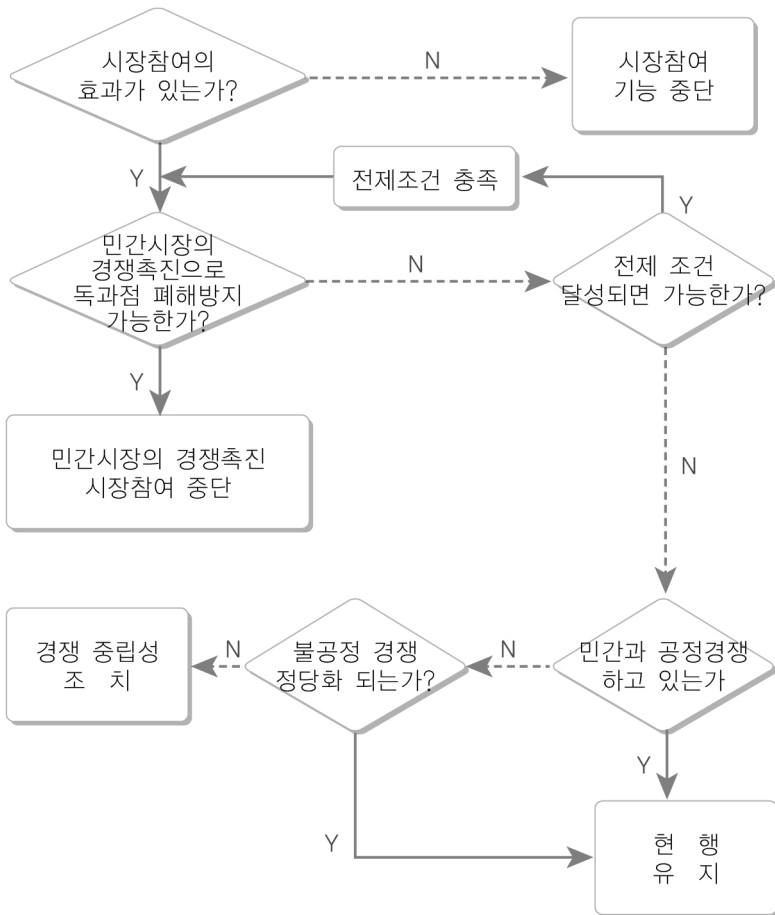 시장참여의
효과가 있는가?
N
시장참여
기능 중단
Y
전제조건 충족
Y
민간시장의
경쟁촉진으로
독과점 폐해방지
가능한가?
N
전제 조건
달성되면 가능한가?
Y
민간시장의 경쟁촉진
시장참여 중단
N
경쟁 중립성
조 치
N
불공정 경쟁
정당화 되는가?
N
민간과 공정경쟁
하고 있는가
Y
Y
현 행
유 지